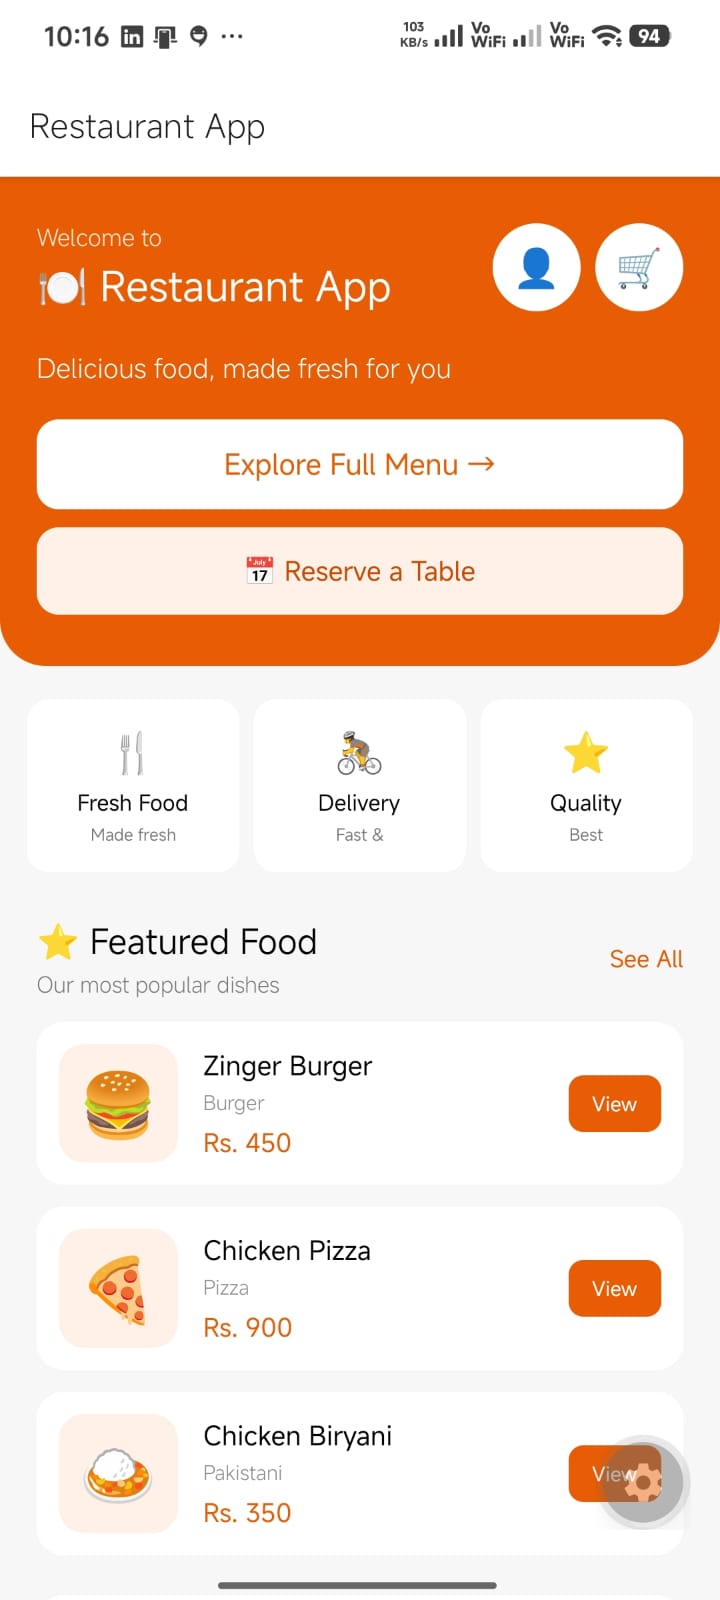 10:16 in ... 103 KB/s Vo WiFi Vo WiFi 94
Restaurant App
Welcome to
Restaurant App
Delicious food, made fresh for you
Explore Full Menu →
July 17 Reserve a Table
Fresh Food
Made fresh
Delivery
Fast &
Quality
Best
Featured Food
See All
Our most popular dishes
Zinger Burger
Burger
Rs. 450
View
Chicken Pizza
Pizza
Rs. 900
View
Chicken Biryani
Pakistani
Rs. 350
View